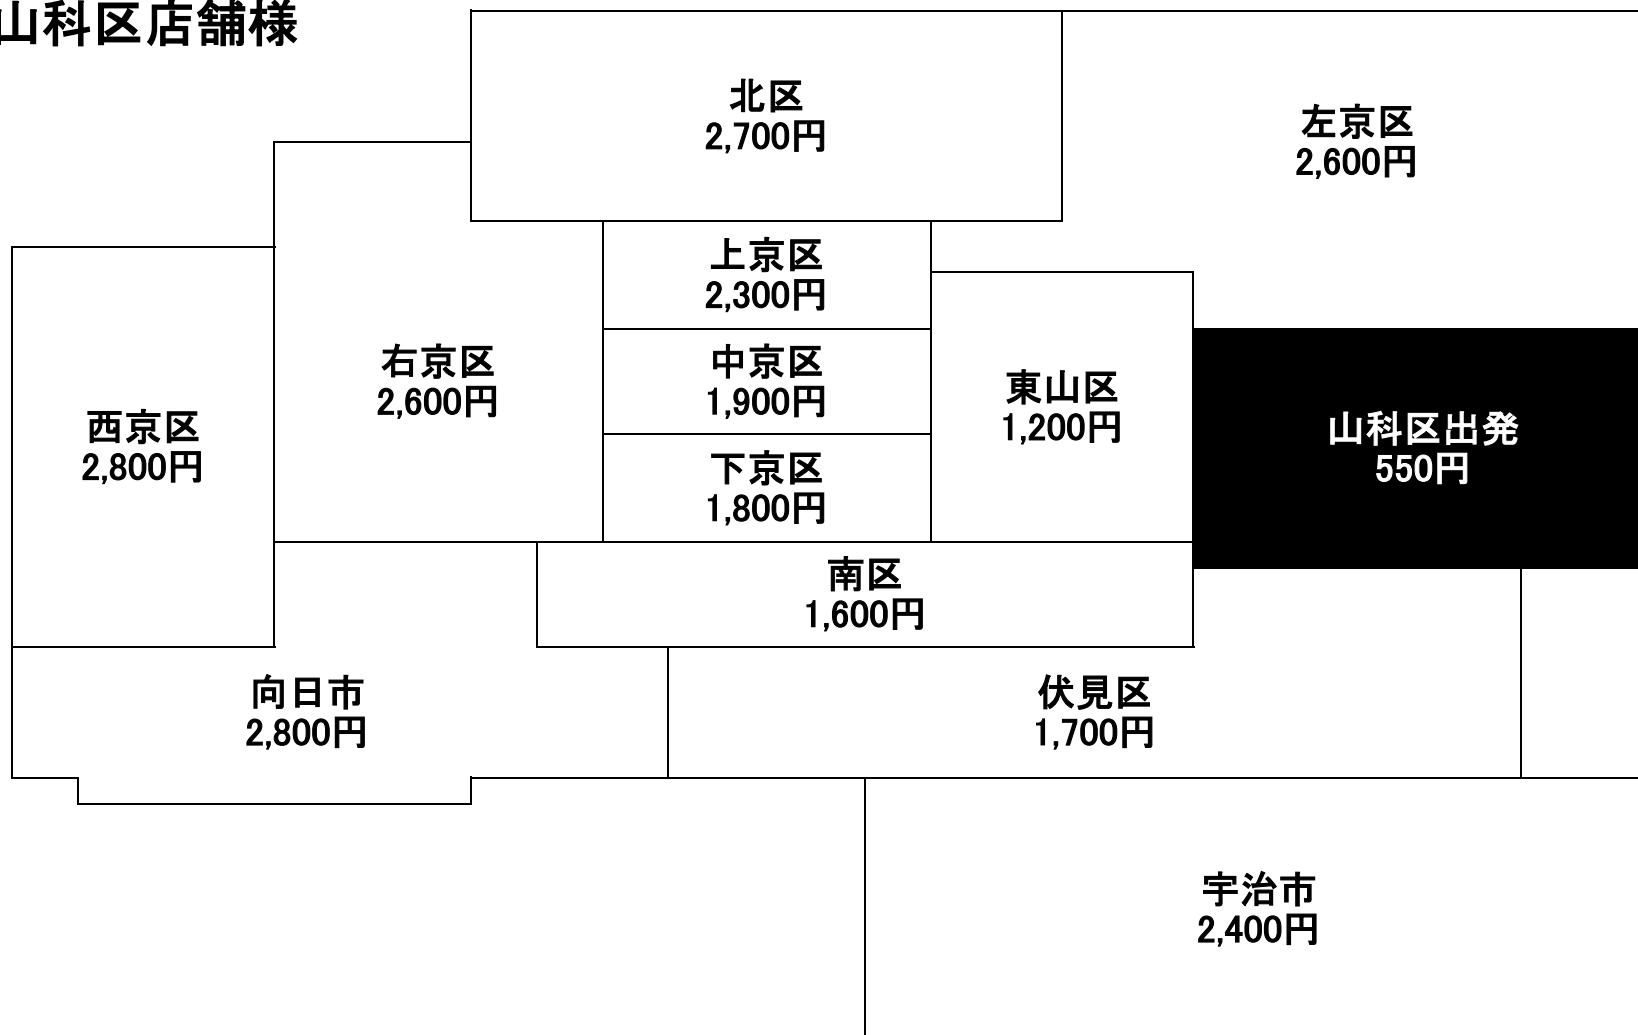 山科区店舗様
北区
2,700円
左京区
2,600円
上京区
2,300円
右京区
2,600円
中京区
1,900円
東山区
1,200円
西京区
2,800円
山科区出発
550円
下京区
1,800円
南区
1,600円
向日市
2,800円
伏見区
1,700円
宇治市
2,400円